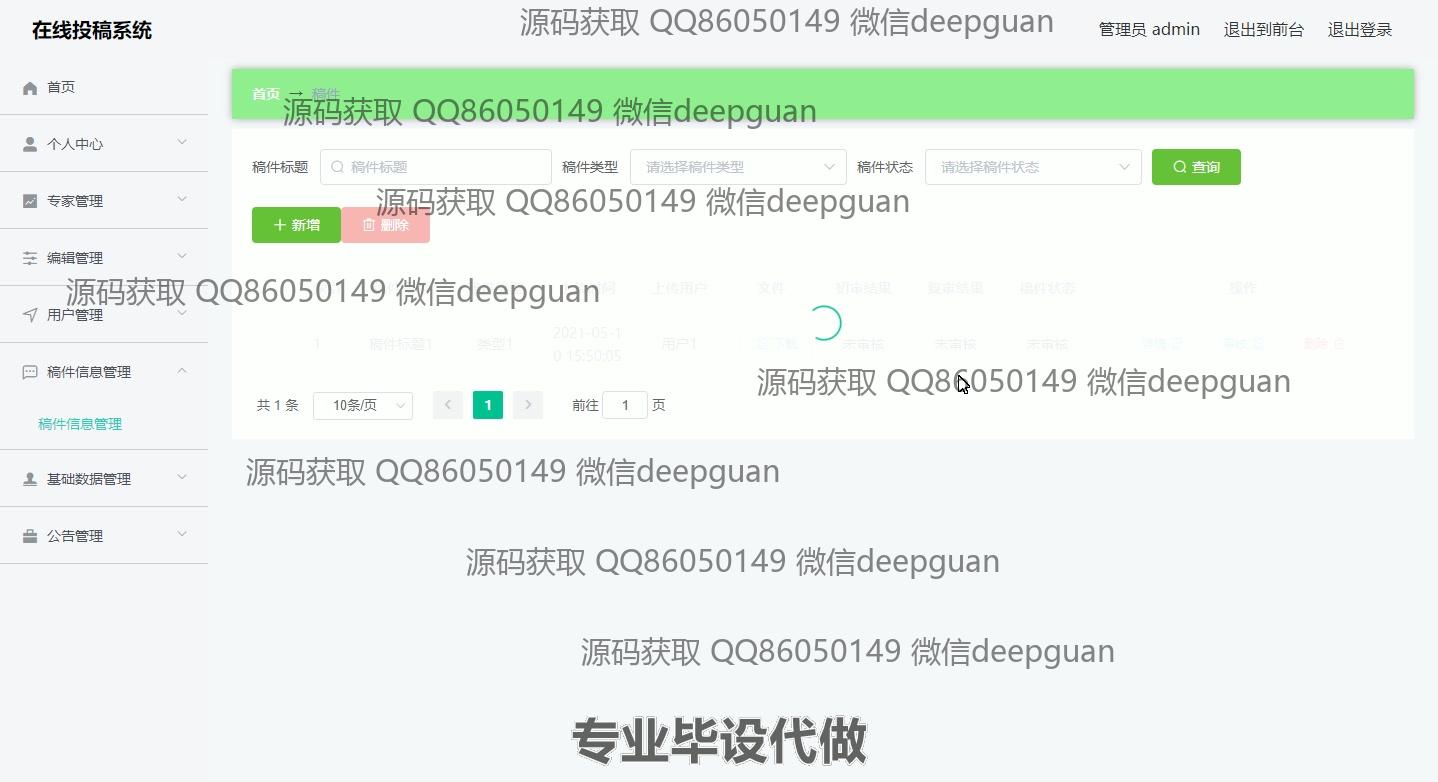 在线投稿系统
源码获取 QQ86050149 微信deepguan
管理员 admin 退出到前台 退出登录
首页
首页 → 稿件
源码获取 QQ86050149 微信deepguan
个人中心
稿件标题 稿件标题 稿件类型 请选择稿件类型 稿件状态 请选择稿件状态 查询
专家管理
源码获取 QQ86050149 微信deepguan
新增 删除
编辑管理
源码获取 QQ86050149 微信deepguan
上传用户 文件 初审结果 复审结果 稿件状态 操作
用户管理
1 稿件标题1 类型1 2021-05-1 用户1 下载 未审核 未审核 未审核 详情 审核 删除
0 15:50:05
稿件信息管理
源码获取 QQ86050149 微信deepguan
共 1 条 10条/页 1 前往 1 页
稿件信息管理
源码获取 QQ86050149 微信deepguan
基础数据管理
公告管理
源码获取 QQ86050149 微信deepguan
源码获取 QQ86050149 微信deepguan
专业毕设代做